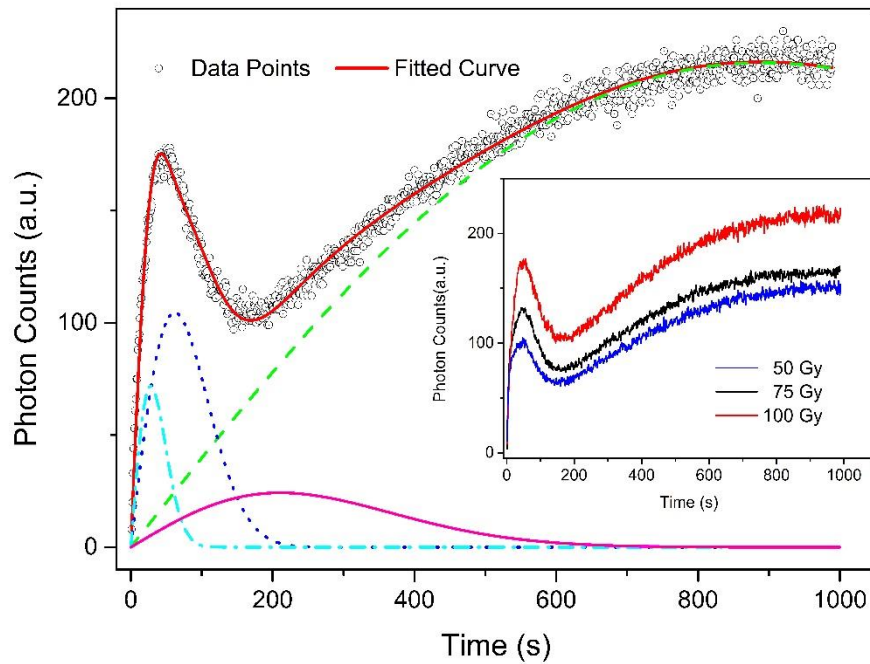 Data Points
Fitted Curve
Photon Counts (a.u.)
200
100
0
0
200
400
600
800
1000
Time (s)
Photon Counts(a.u.)
200
100
0
50 Gy
75 Gy
100 Gy
0
200
400
600
800
1000
Time (s)